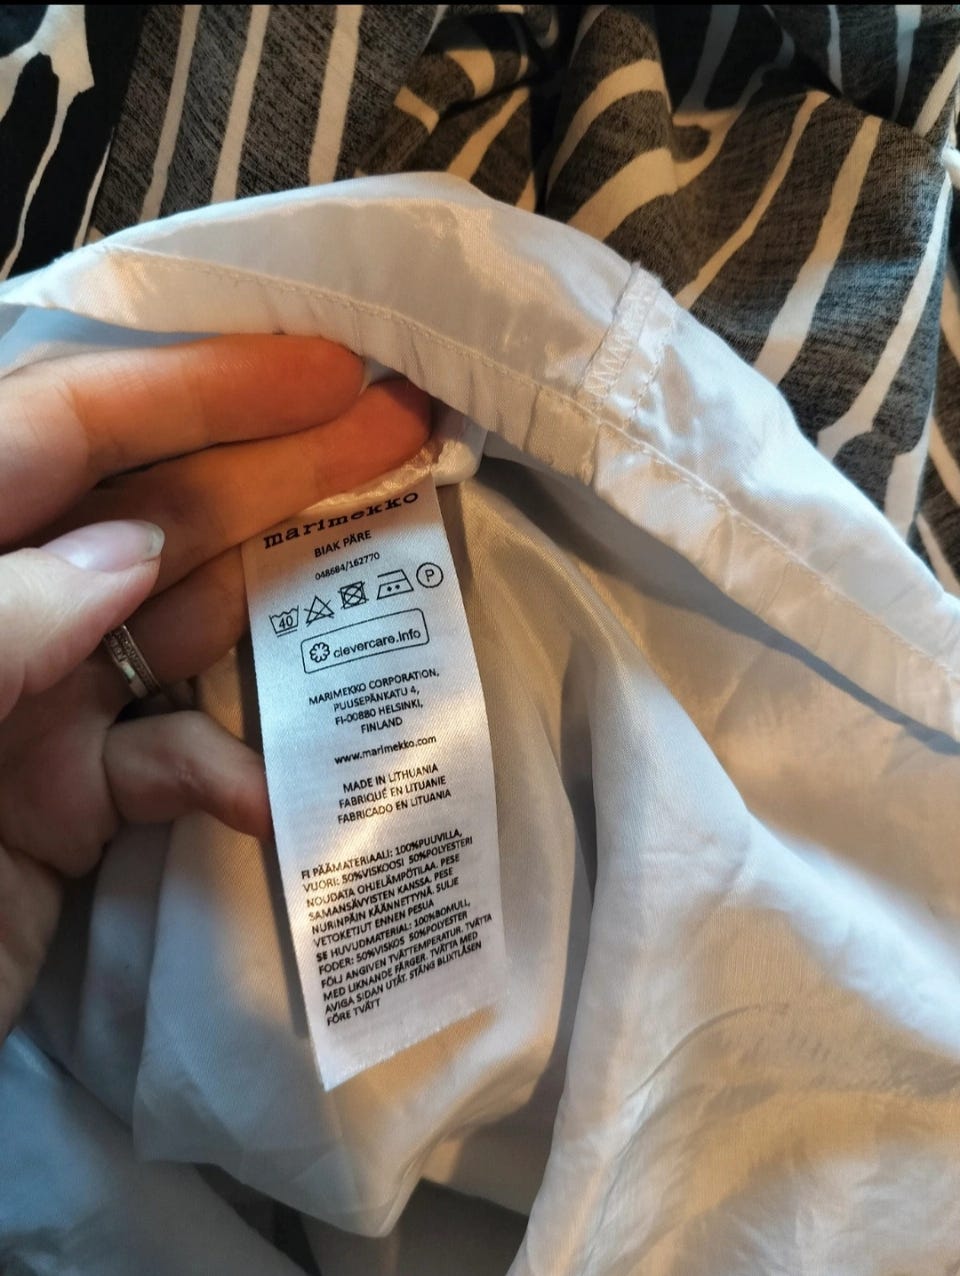 marimekko
BIAK PÄRE
048684/162770
40 P
clevercare.info
MARIMEKKO CORPORATION,
PUUSEPÄNKATU 4,
FI-00880 HELSINKI,
FINLAND
www.marimekko.com
MADE IN LITHUANIA
FABRIQUÉ EN LITUANIE
FABRICADO EN LITUANIA
FI PÄÄMATERIAALI: 100%PUUVILLA,
VUORI: 50%VISKOOSI 50%POLYESTERI
NOUDATA OHJELÄMPÖTILAA. PESE
SAMANSÄVYISTEN KANSSA. PESE
NURINPÄIN KÄÄNNETTYNÄ. SULJE
VETOKETJUT ENNEN PESUA
SE HUVUDMATERIAL: 100%BOMULL,
FODER: 50%VISKOS 50%POLYESTER
FÖLJ ANGIVEN TVÄTTEMPERATUR. TVÄTTA
MED LIKNANDE FÄRGER. TVÄTTA MED
AVIGA SIDAN UTÅT. STÄNG BLIXTLÅSEN
FÖRE TVÄTT